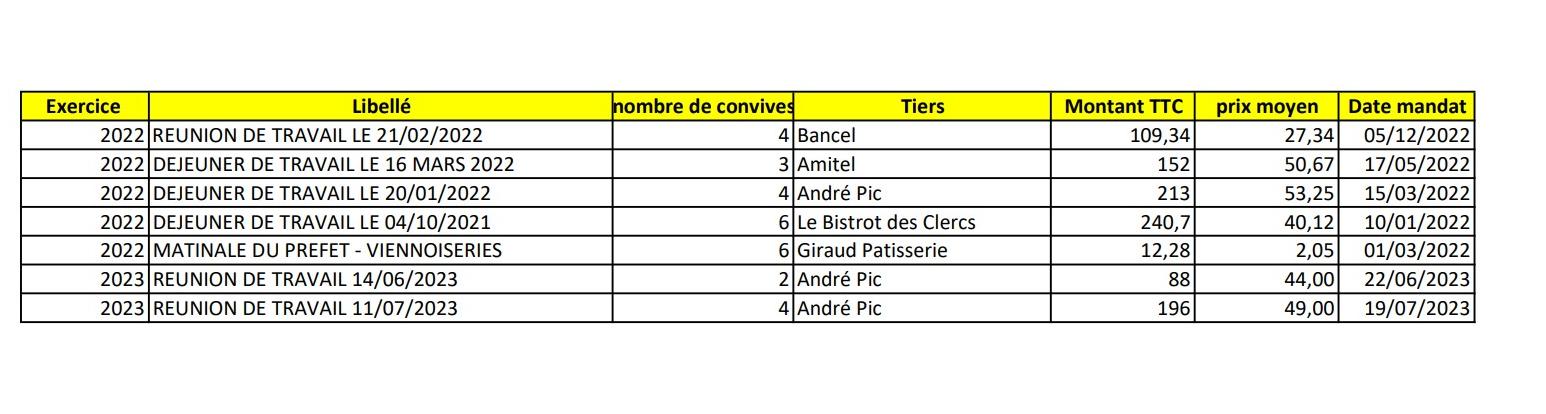 Exercice Libellé nombre de convives Tiers Montant TTC prix moyen Date mandat
2022 REUNION DE TRAVAIL LE 21/02/2022 4 Bancel 109,34 27,34 05/12/2022
2022 DEJEUNER DE TRAVAIL LE 16 MARS 2022 3 Amitel 152 50,67 17/05/2022
2022 DEJEUNER DE TRAVAIL LE 20/01/2022 4 André Pic 213 53,25 15/03/2022
2022 DEJEUNER DE TRAVAIL LE 04/10/2021 6 Le Bistrot des Clercs 240,7 40,12 10/01/2022
2022 MATINALE DU PREFET - VIENNOISERIES 6 Giraud Patisserie 12,28 2,05 01/03/2022
2023 REUNION DE TRAVAIL 14/06/2023 2 André Pic 88 44,00 22/06/2023
2023 REUNION DE TRAVAIL 11/07/2023 4 André Pic 196 49,00 19/07/2023